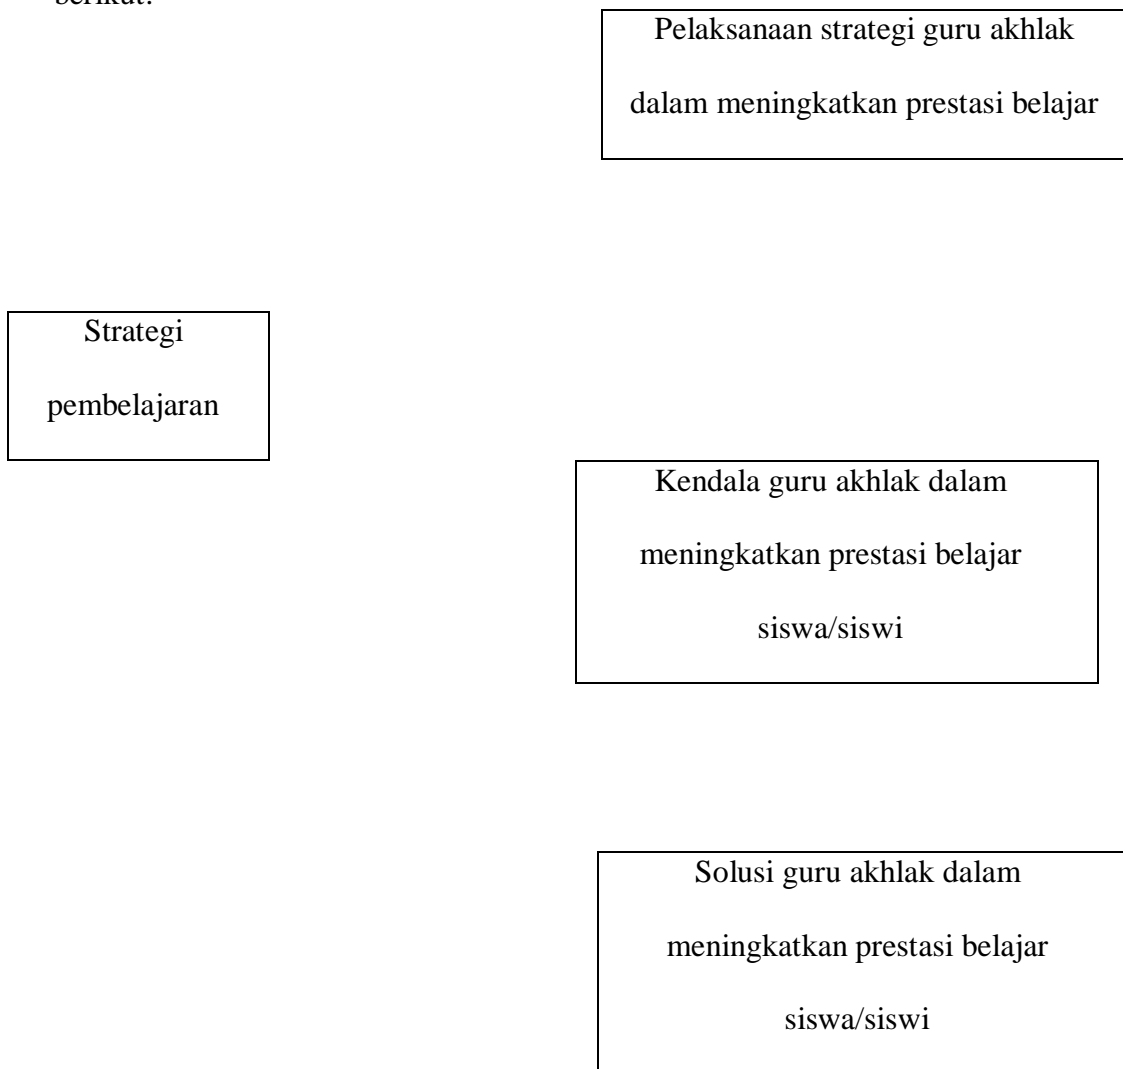 berikut:
Pelaksanaan strategi guru akhlak
dalam meningkatkan prestasi belajar
Strategi
pembelajaran
Kendala guru akhlak dalam
meningkatkan prestasi belajar
siswa/siswi
Solusi guru akhlak dalam
meningkatkan prestasi belajar
siswa/siswi